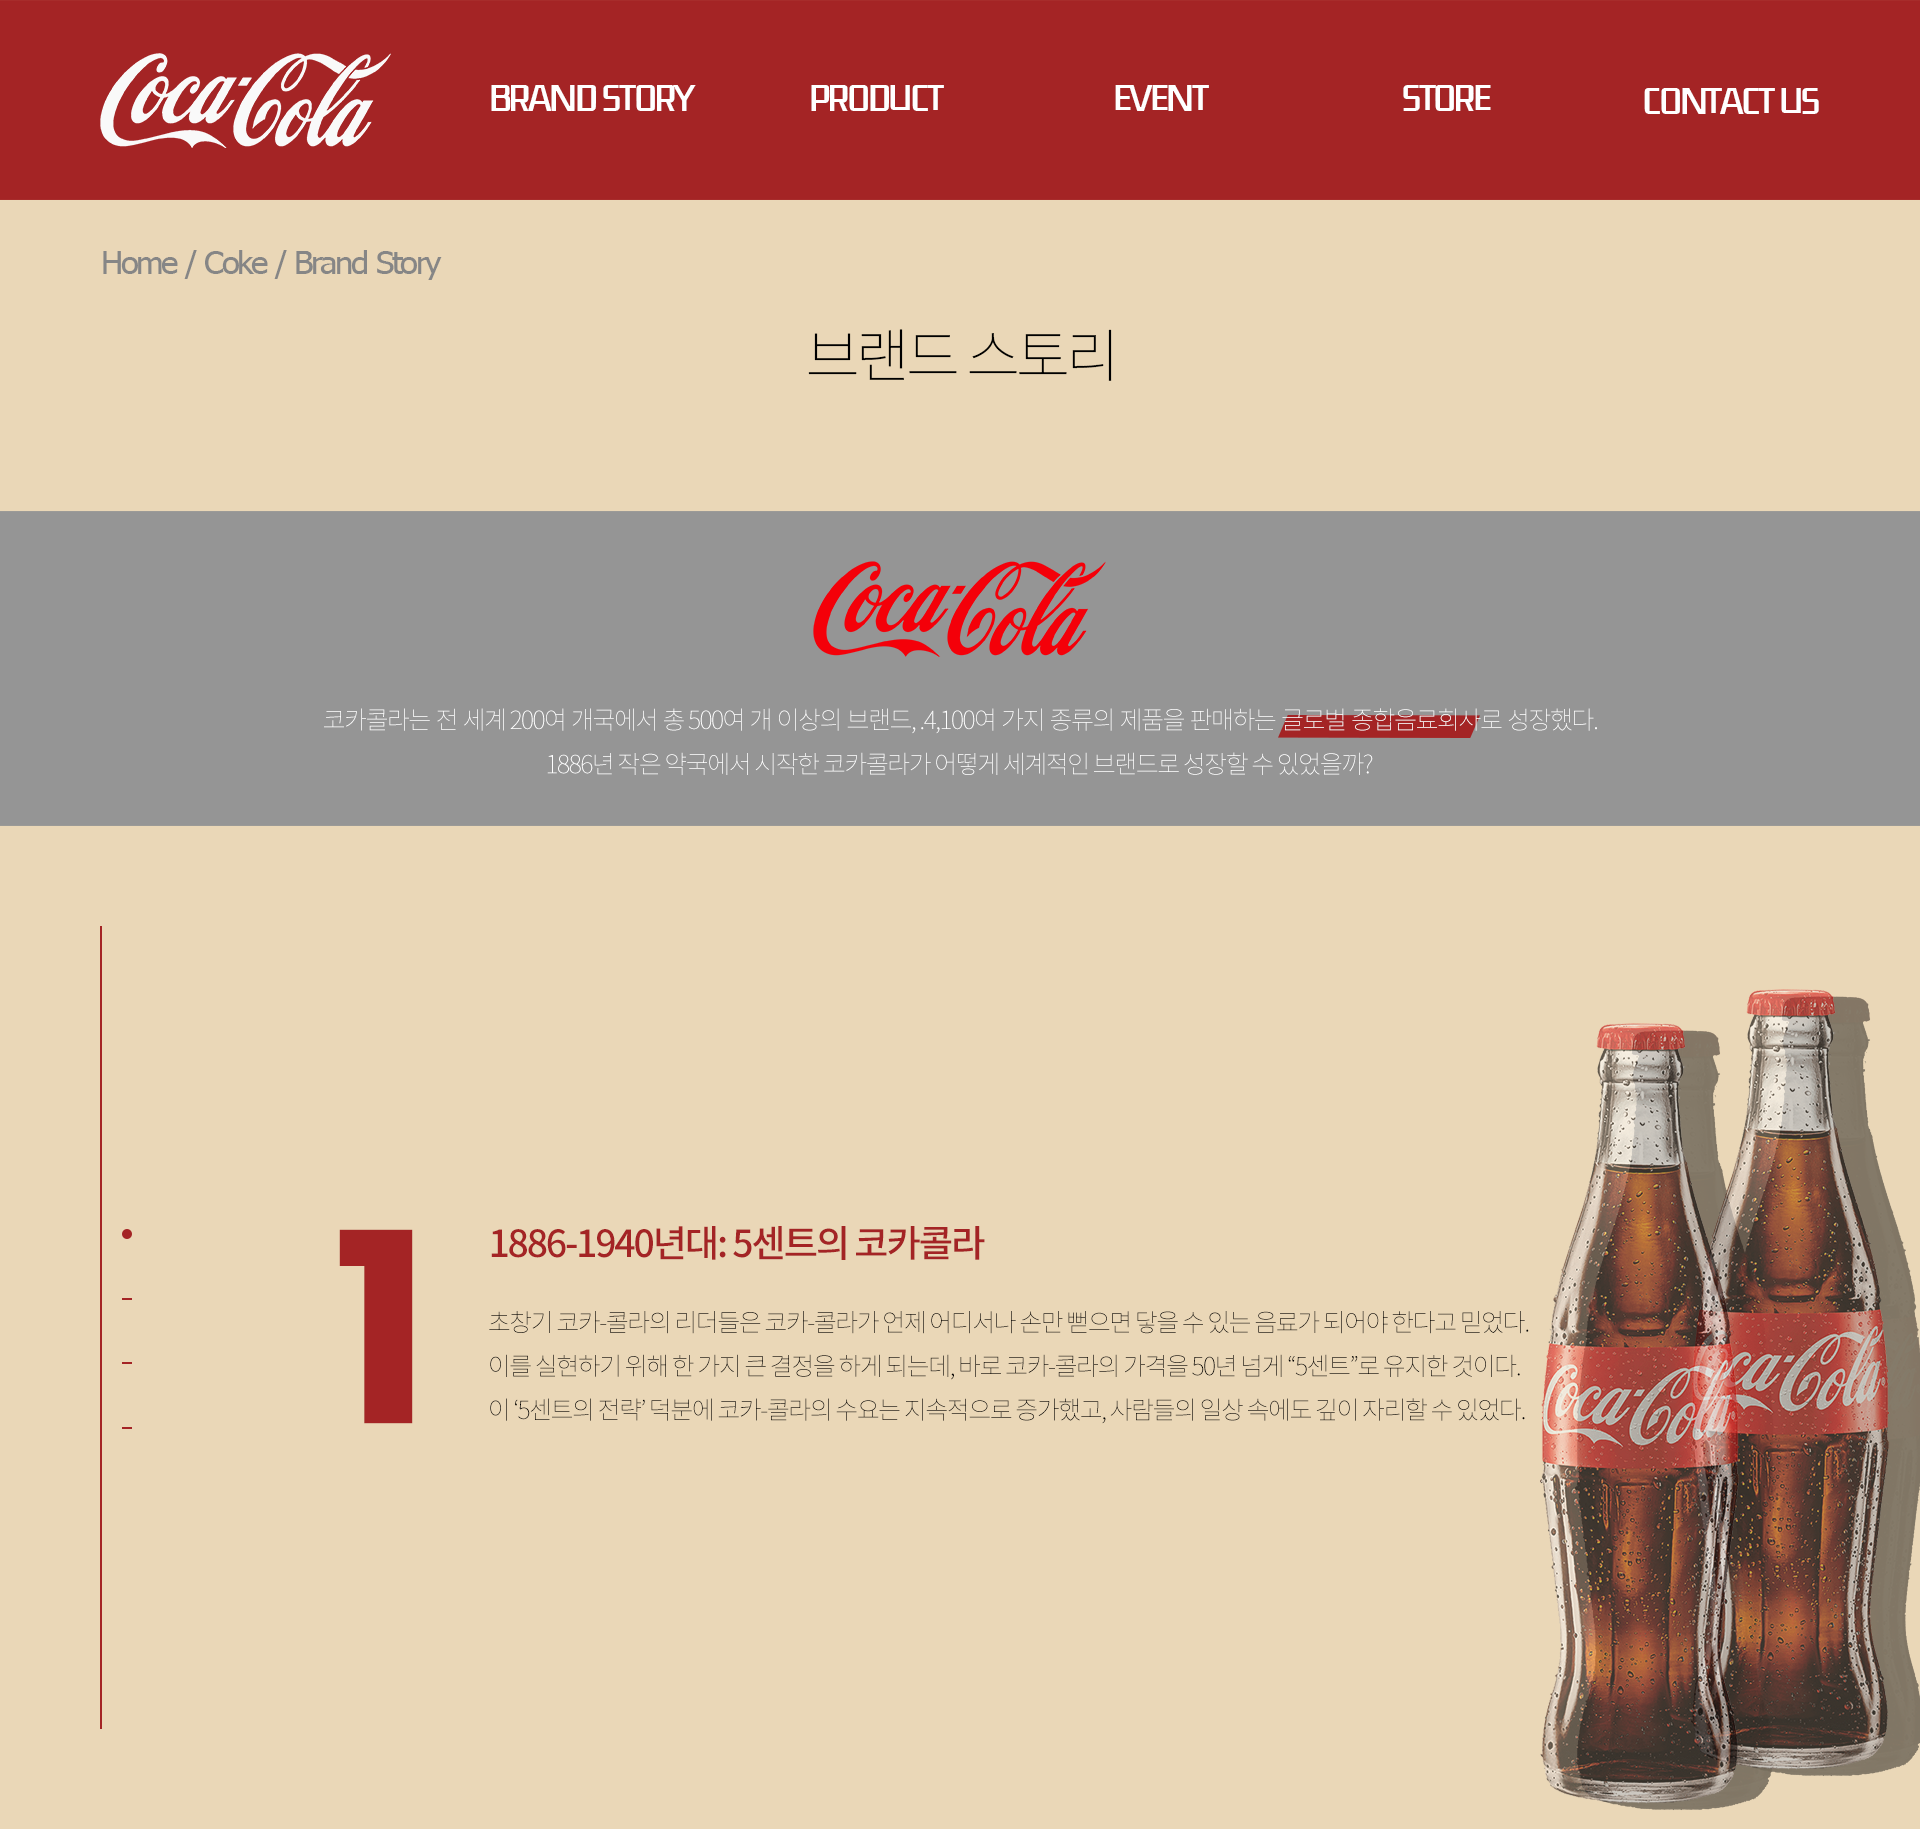 Coca-Cola
BRAND STORY
PRODUCT
EVENT
STORE
CONTACT US
Home / Coke / Brand Story
브랜드 스토리
Coca-Cola
코카콜라는 전 세계 200여 개국에서 총 500여 개 이상의 브랜드, .4,100여 가지 종류의 제품을 판매하는 글로벌 종합음료회사로 성장했다.
1886년 작은 약국에서 시작한 코카콜라가 어떻게 세계적인 브랜드로 성장할 수 있었을까?
1
1886-1940년대: 5센트의 코카콜라
초창기 코카-콜라의 리더들은 코카-콜라가 언제 어디서나 손만 뻗으면 닿을 수 있는 음료가 되어야 한다고 믿었다.
이를 실현하기 위해 한 가지 큰 결정을 하게 되는데, 바로 코카-콜라의 가격을 50년 넘게 “5센트”로 유지한 것이다.
이 ‘5센트의 전략’ 덕분에 코카-콜라의 수요는 지속적으로 증가했고, 사람들의 일상 속에도 깊이 자리할 수 있었다.
Coca-Cola
Coca-Cola